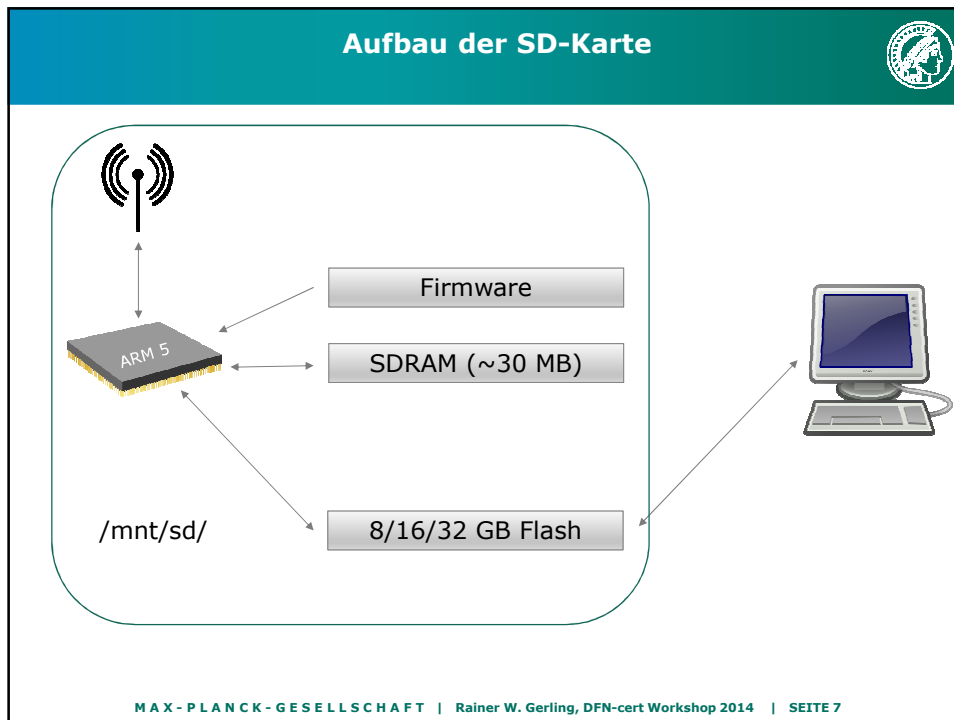 Aufbau der SD-Karte
Firmware
ARM 5
SDRAM (~30 MB)
/mnt/sd/
8/16/32 GB Flash
MAX-PLANCK-GESELLSCHAFT | Rainer W. Gerling, DFN-cert Workshop 2014 | SEITE 7